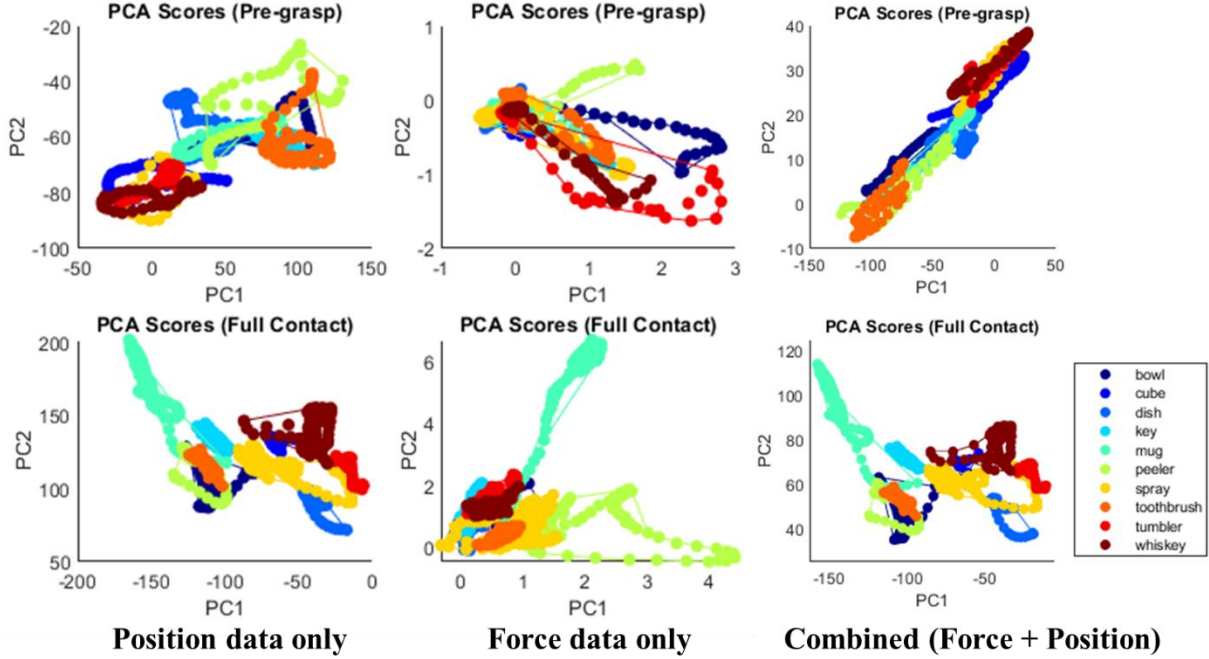 PCA Scores (Pre-grasp)
-20
-40
-60
-80
-100
PC2
-50 0 50 100 150
PC1
PCA Scores (Pre-grasp)
1
0
-1
-2
PC2
-1 0 1 2 3
PC1
PCA Scores (Pre-grasp)
40
30
20
10
0
-10
PC2
-150 -100 -50 0 50
PC1
PCA Scores (Full Contact)
200
150
100
50
PC2
-200 -150 -100 -50 0
PC1
PCA Scores (Full Contact)
6
4
2
0
PC2
0 1 2 3 4
PC1
PCA Scores (Full Contact)
120
100
80
60
40
PC2
-150 -100 -50
PC1
bowl
cube
dish
key
mug
peeler
spray
toothbrush
tumbler
whiskey
Position data only
Force data only
Combined (Force + Position)